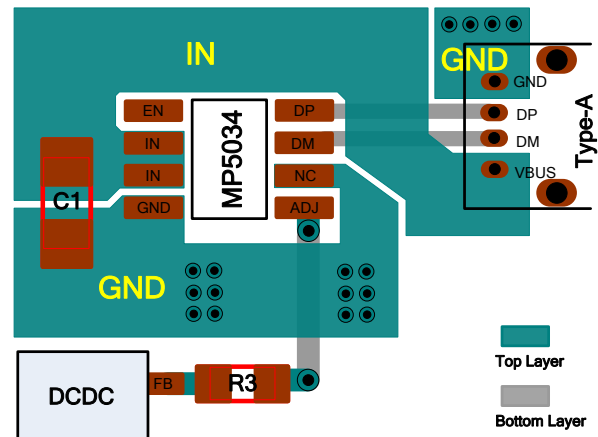 IN
GND
GND
EN
DP
DP
IN
MP5034
DM
DM
Type-A
IN
NC
VBUS
C1
GND
ADJ
GND
Top Layer
DCDC
FB
R3
Bottom Layer